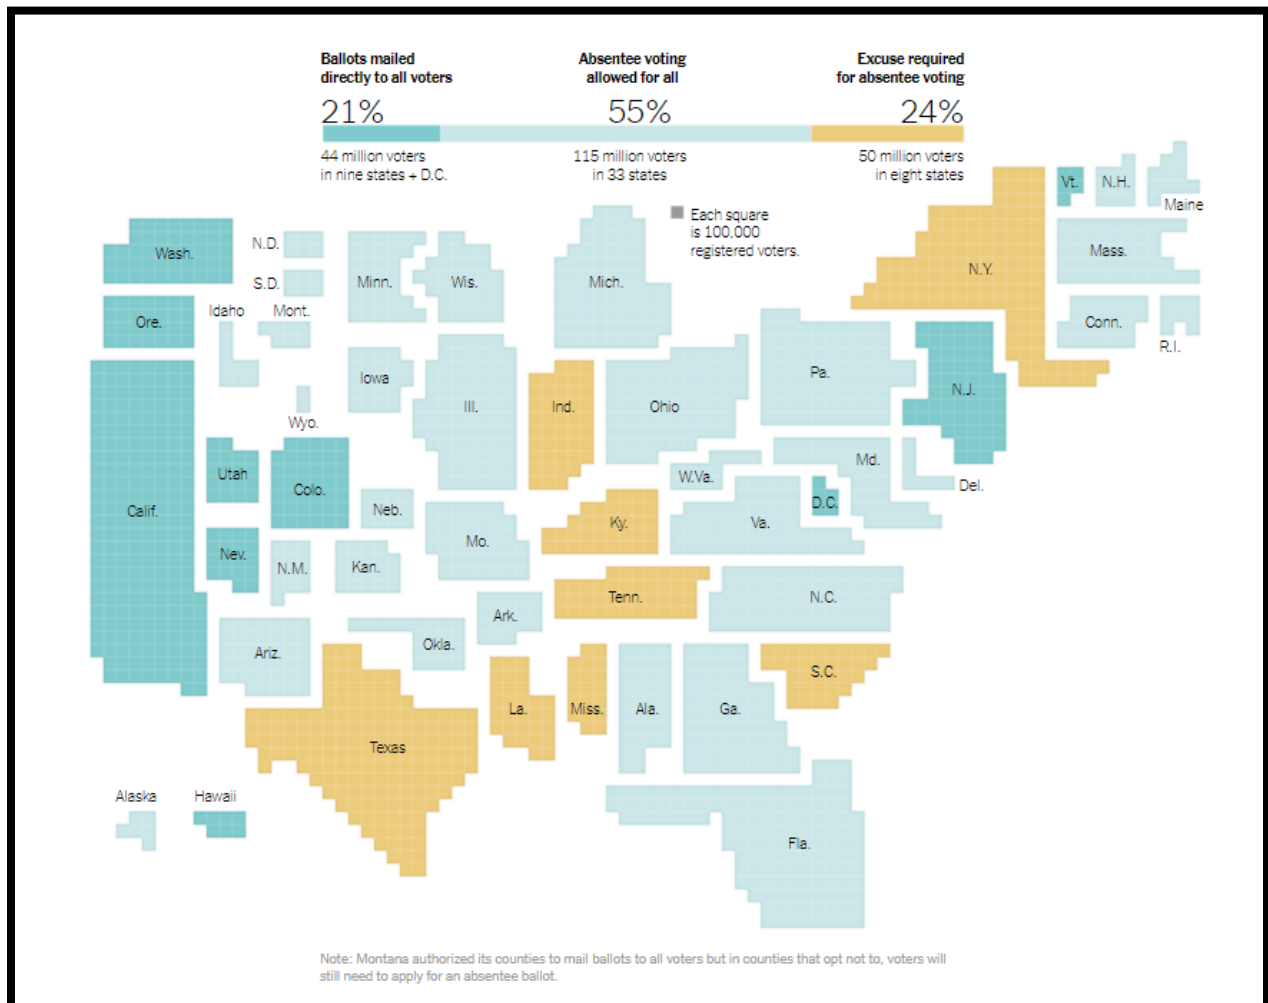 Ballots mailed
directly to all voters
21%
44 million voters
in nine states + D.C.
Absentee voting
allowed for all
55%
115 million voters
in 33 states
Excuse required
for absentee voting
24%
50 million voters
in eight states
Each square
is 100,000
registered voters.
Vt.
N.H.
Maine
Wash.
N.D.
S.D.
Minn.
Wis.
Mich.
N.Y.
Mass.
Ore.
Idaho
Mont.
Conn.
R.I.
Iowa
Ill.
Ind.
Ohio
Pa.
N.J.
Wyo.
Utah
Colo.
Neb.
W.Va.
Md.
Del.
Calif.
Nev.
N.M.
Kan.
Mo.
Ky.
Va.
D.C.
Ariz.
Okla.
Ark.
Tenn.
N.C.
Texas
La.
Miss.
Ala.
Ga.
S.C.
Alaska
Hawaii
Fla.
Note: Montana authorized its counties to mail ballots to all voters but in counties that opt not to, voters will
still need to apply for an absentee ballot.